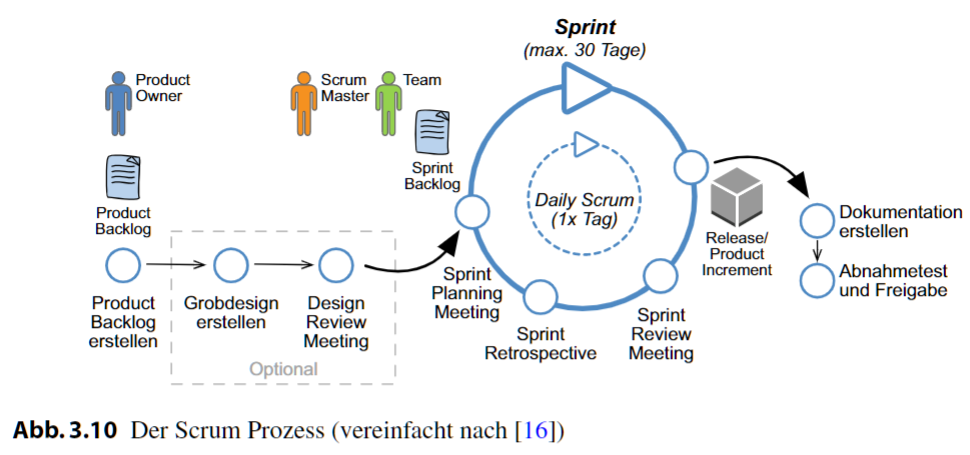 Sprint
(max. 30 Tage)
Product
Owner
Scrum
Master
Team
Product
Backlog
Sprint
Backlog
Daily Scrum
(1x Tag)
Product
Backlog
erstellen
Grobdesign
erstellen
Design
Review
Meeting
Optional
Sprint
Planning
Meeting
Sprint
Retrospective
Sprint
Review
Meeting
Release/
Product
Increment
Dokumentation
erstellen
Abnahmetest
und Freigabe
Abb. 3.10 Der Scrum Prozess (vereinfacht nach [16])